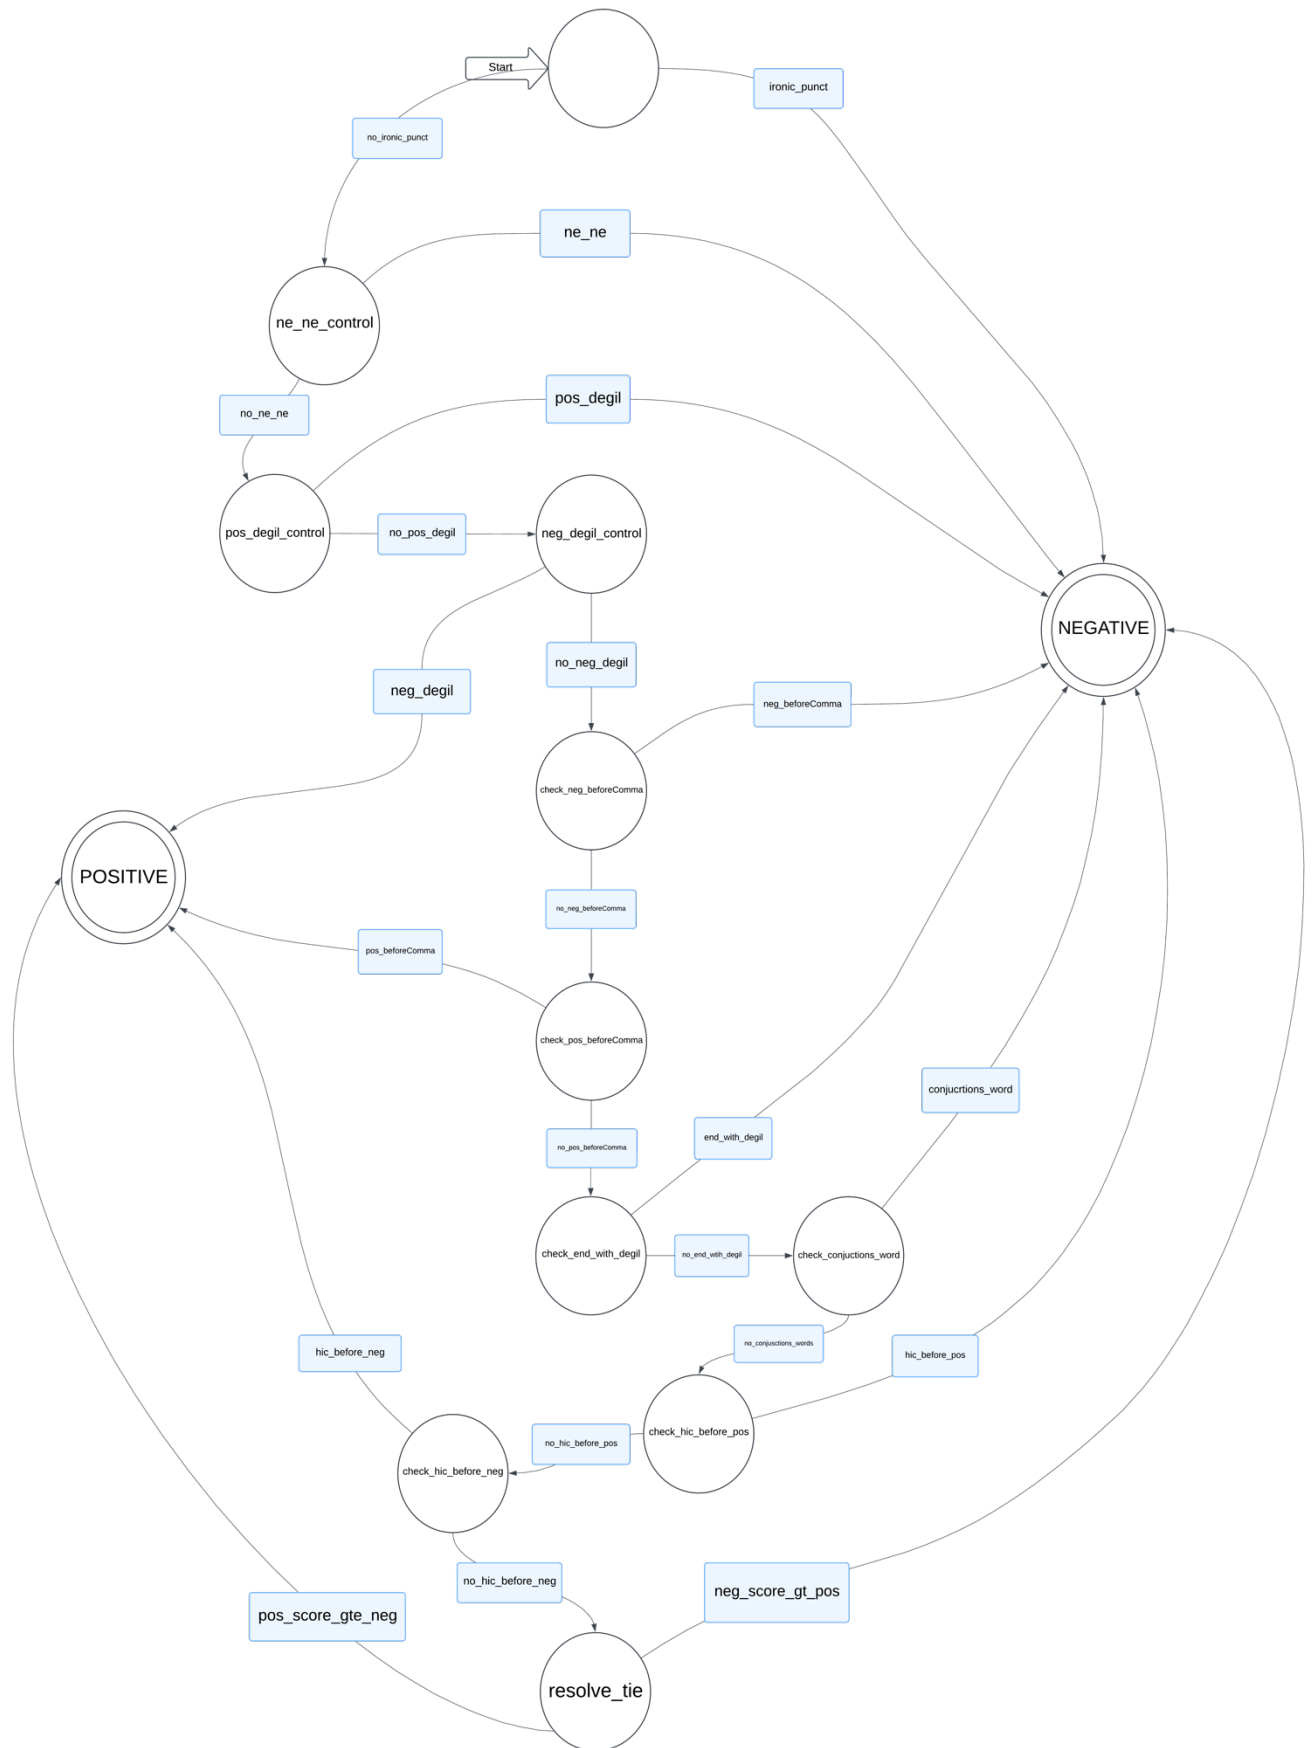 Start
ironic_punct
no_ironic_punct
ne_ne
ne_ne_control
no_ne_ne
pos_degil
pos_degil_control
no_pos_degil
neg_degil_control
NEGATIVE
no_neg_degil
neg_degil
neg_beforeComma
check_neg_beforeComma
POSITIVE
no_neg_beforeComma
pos_beforeComma
check_pos_beforeComma
conjucrtions_word
end_with_degil
no_pos_beforeComma
check_end_with_degil
no_end_wtih_degil
check_conjuctions_word
no_conjusctions_words
hic_before_neg
hic_before_pos
check_hic_before_pos
no_hic_before_pos
check_hic_before_neg
no_hic_before_neg
neg_score_gt_pos
pos_score_gte_neg
resolve_tie